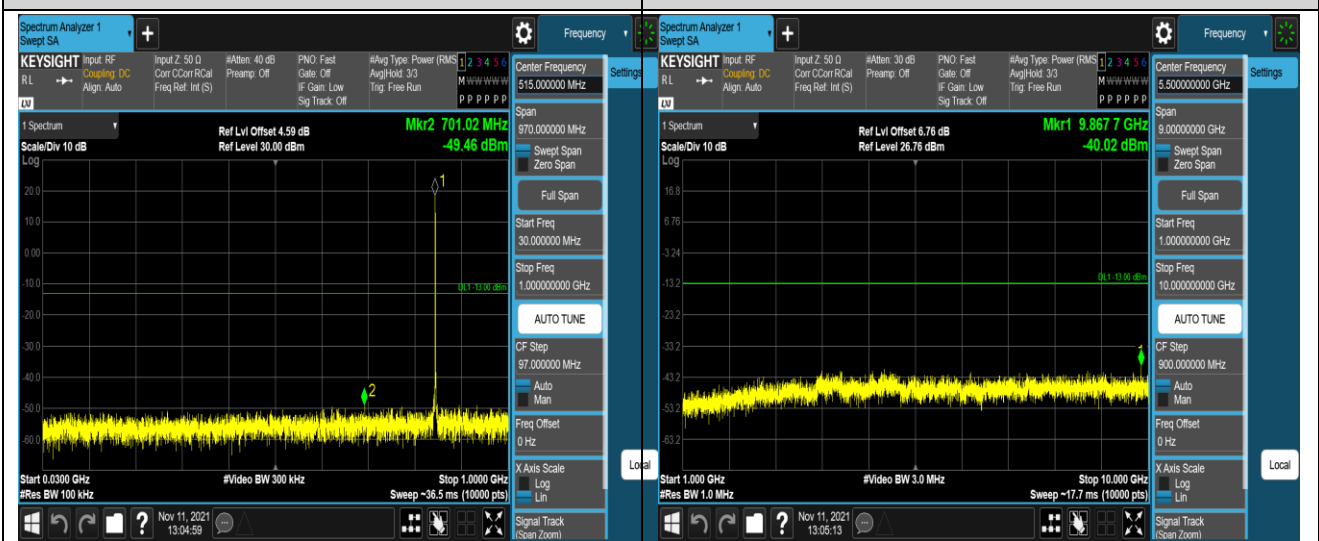 Spectrum Analyzer 1
Swept SA
+
Frequency
KEYSIGHT
RL
LXI
Input: RF
Coupling: DC
Align: Auto
Input Z: 50 Ω
Corr CCorr RCal
Freq Ref: Int (S)
#Atten: 40 dB
Preamp: Off
PNO: Fast
Gate: Off
IF Gain: Low
Sig Track: Off
#Avg Type: Power (RMS
Avg|Hold: 3/3
Trig: Free Run
1 2 3 4 5 6
M W W W W W
P P P P P P
1 Spectrum
Scale/Div 10 dB
Log
Ref Lvl Offset 4.59 dB
Ref Level 30.00 dBm
Mkr2 701.02 MHz
-49.46 dBm
1
20.0
10.0
0.00
-10.0
DL1 -13.00 dBm
-20.0
-30.0
-40.0
2
-50.0
-60.0
Start 0.0300 GHz
#Res BW 100 kHz
#Video BW 300 kHz
Stop 1.0000 GHz
Sweep ~36.5 ms (10000 pts)
?
Nov 11, 2021
13:04:59
Center Frequency
515.000000 MHz
Settings
Span
970.000000 MHz
Swept Span
Zero Span
Full Span
Start Freq
30.000000 MHz
Stop Freq
1.000000000 GHz
AUTO TUNE
CF Step
97.000000 MHz
Auto
Man
Freq Offset
0 Hz
X Axis Scale
Log
Lin
Local
Signal Track
(Span Zoom)
Spectrum Analyzer 1
Swept SA
+
Frequency
KEYSIGHT
RL
LXI
Input: RF
Coupling: DC
Align: Auto
Input Z: 50 Ω
Corr CCorr RCal
Freq Ref: Int (S)
#Atten: 30 dB
Preamp: Off
PNO: Fast
Gate: Off
IF Gain: Low
Sig Track: Off
#Avg Type: Power (RMS
Avg|Hold: 3/3
Trig: Free Run
1 2 3 4 5 6
M W W W W W
P P P P P P
1 Spectrum
Scale/Div 10 dB
Log
Ref Lvl Offset 6.76 dB
Ref Level 26.76 dBm
Mkr1 9.867 7 GHz
-40.02 dBm
16.8
6.76
-3.24
DL1 -13.00 dBm
-13.2
-23.2
-33.2
1
-43.2
-53.2
-63.2
Start 1.000 GHz
#Res BW 1.0 MHz
#Video BW 3.0 MHz
Stop 10.000 GHz
Sweep ~17.7 ms (10000 pts)
?
Nov 11, 2021
13:05:13
Center Frequency
5.500000000 GHz
Settings
Span
9.00000000 GHz
Swept Span
Zero Span
Full Span
Start Freq
1.000000000 GHz
Stop Freq
10.000000000 GHz
AUTO TUNE
CF Step
900.000000 MHz
Auto
Man
Freq Offset
0 Hz
X Axis Scale
Log
Lin
Local
Signal Track
(Span Zoom)